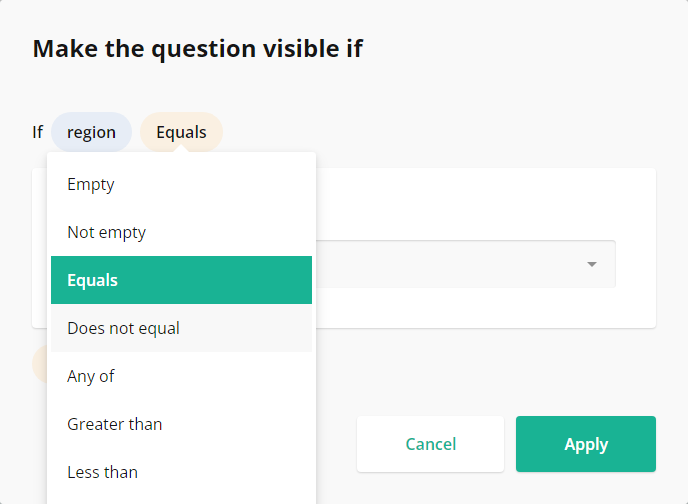 Make the question visible if
If region Equals
Empty
Not empty
Equals
Does not equal
Any of
Greater than
Less than
Cancel Apply